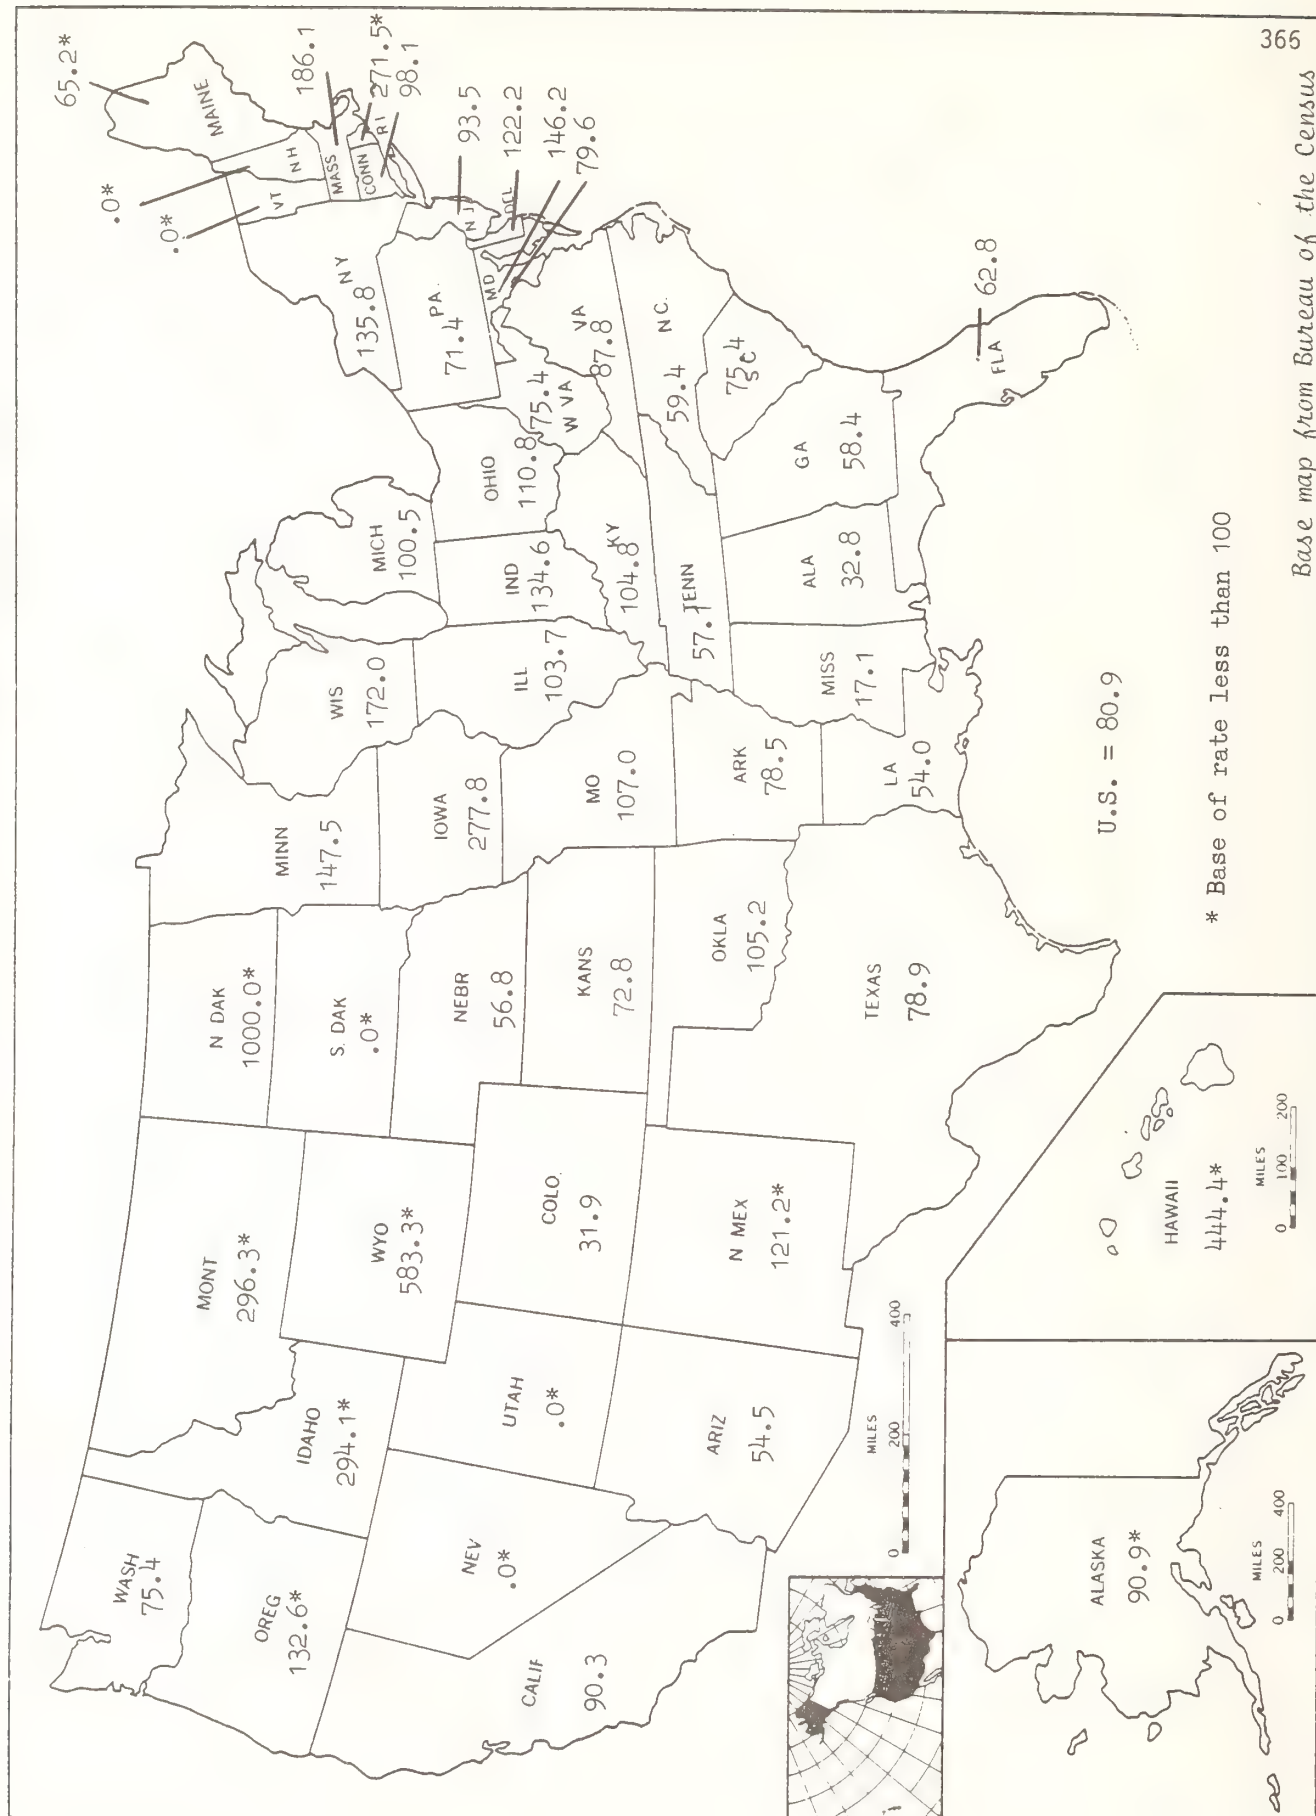 365
WASH
75.4
OREG
132.6*
CALIF
90.3
NEV
.0*
IDAHO
294.1*
MONT
296.3*
WYO
583.3*
UTAH
.0*
COLO.
31.9
ARIZ
54.5
N MEX
121.2*
N DAK
1000.0*
S. DAK
.0*
NEBR
56.8
KANS
72.8
OKLA
105.2
TEXAS
78.9
MINN
147.5
IOWA
277.8
MO
107.0
ARK
78.5
LA
54.0
WIS
172.0
ILL
103.7
MICH
100.5
IND
134.6
OHIO
110.8
KY
104.8
TENN
57.1
MISS
17.1
ALA
32.8
GA
58.4
FLA
62.8
75.4
SC
N.C.
59.4
VA
87.8
75.4
W VA
PA.
71.4
NY
135.8
VT
.0*
NH
.0*
MAINE
65.2*
MASS
186.1
RI
271.5*
CONN
98.1
NJ
93.5
DEL
122.2
MD
146.2
79.6
U.S. = 80.9
* Base of rate less than 100
MILES
0 200 400
ALASKA
90.9*
MILES
0 200 400
HAWAII
444.4*
MILES
0 100 200
Base map from Bureau of the Census